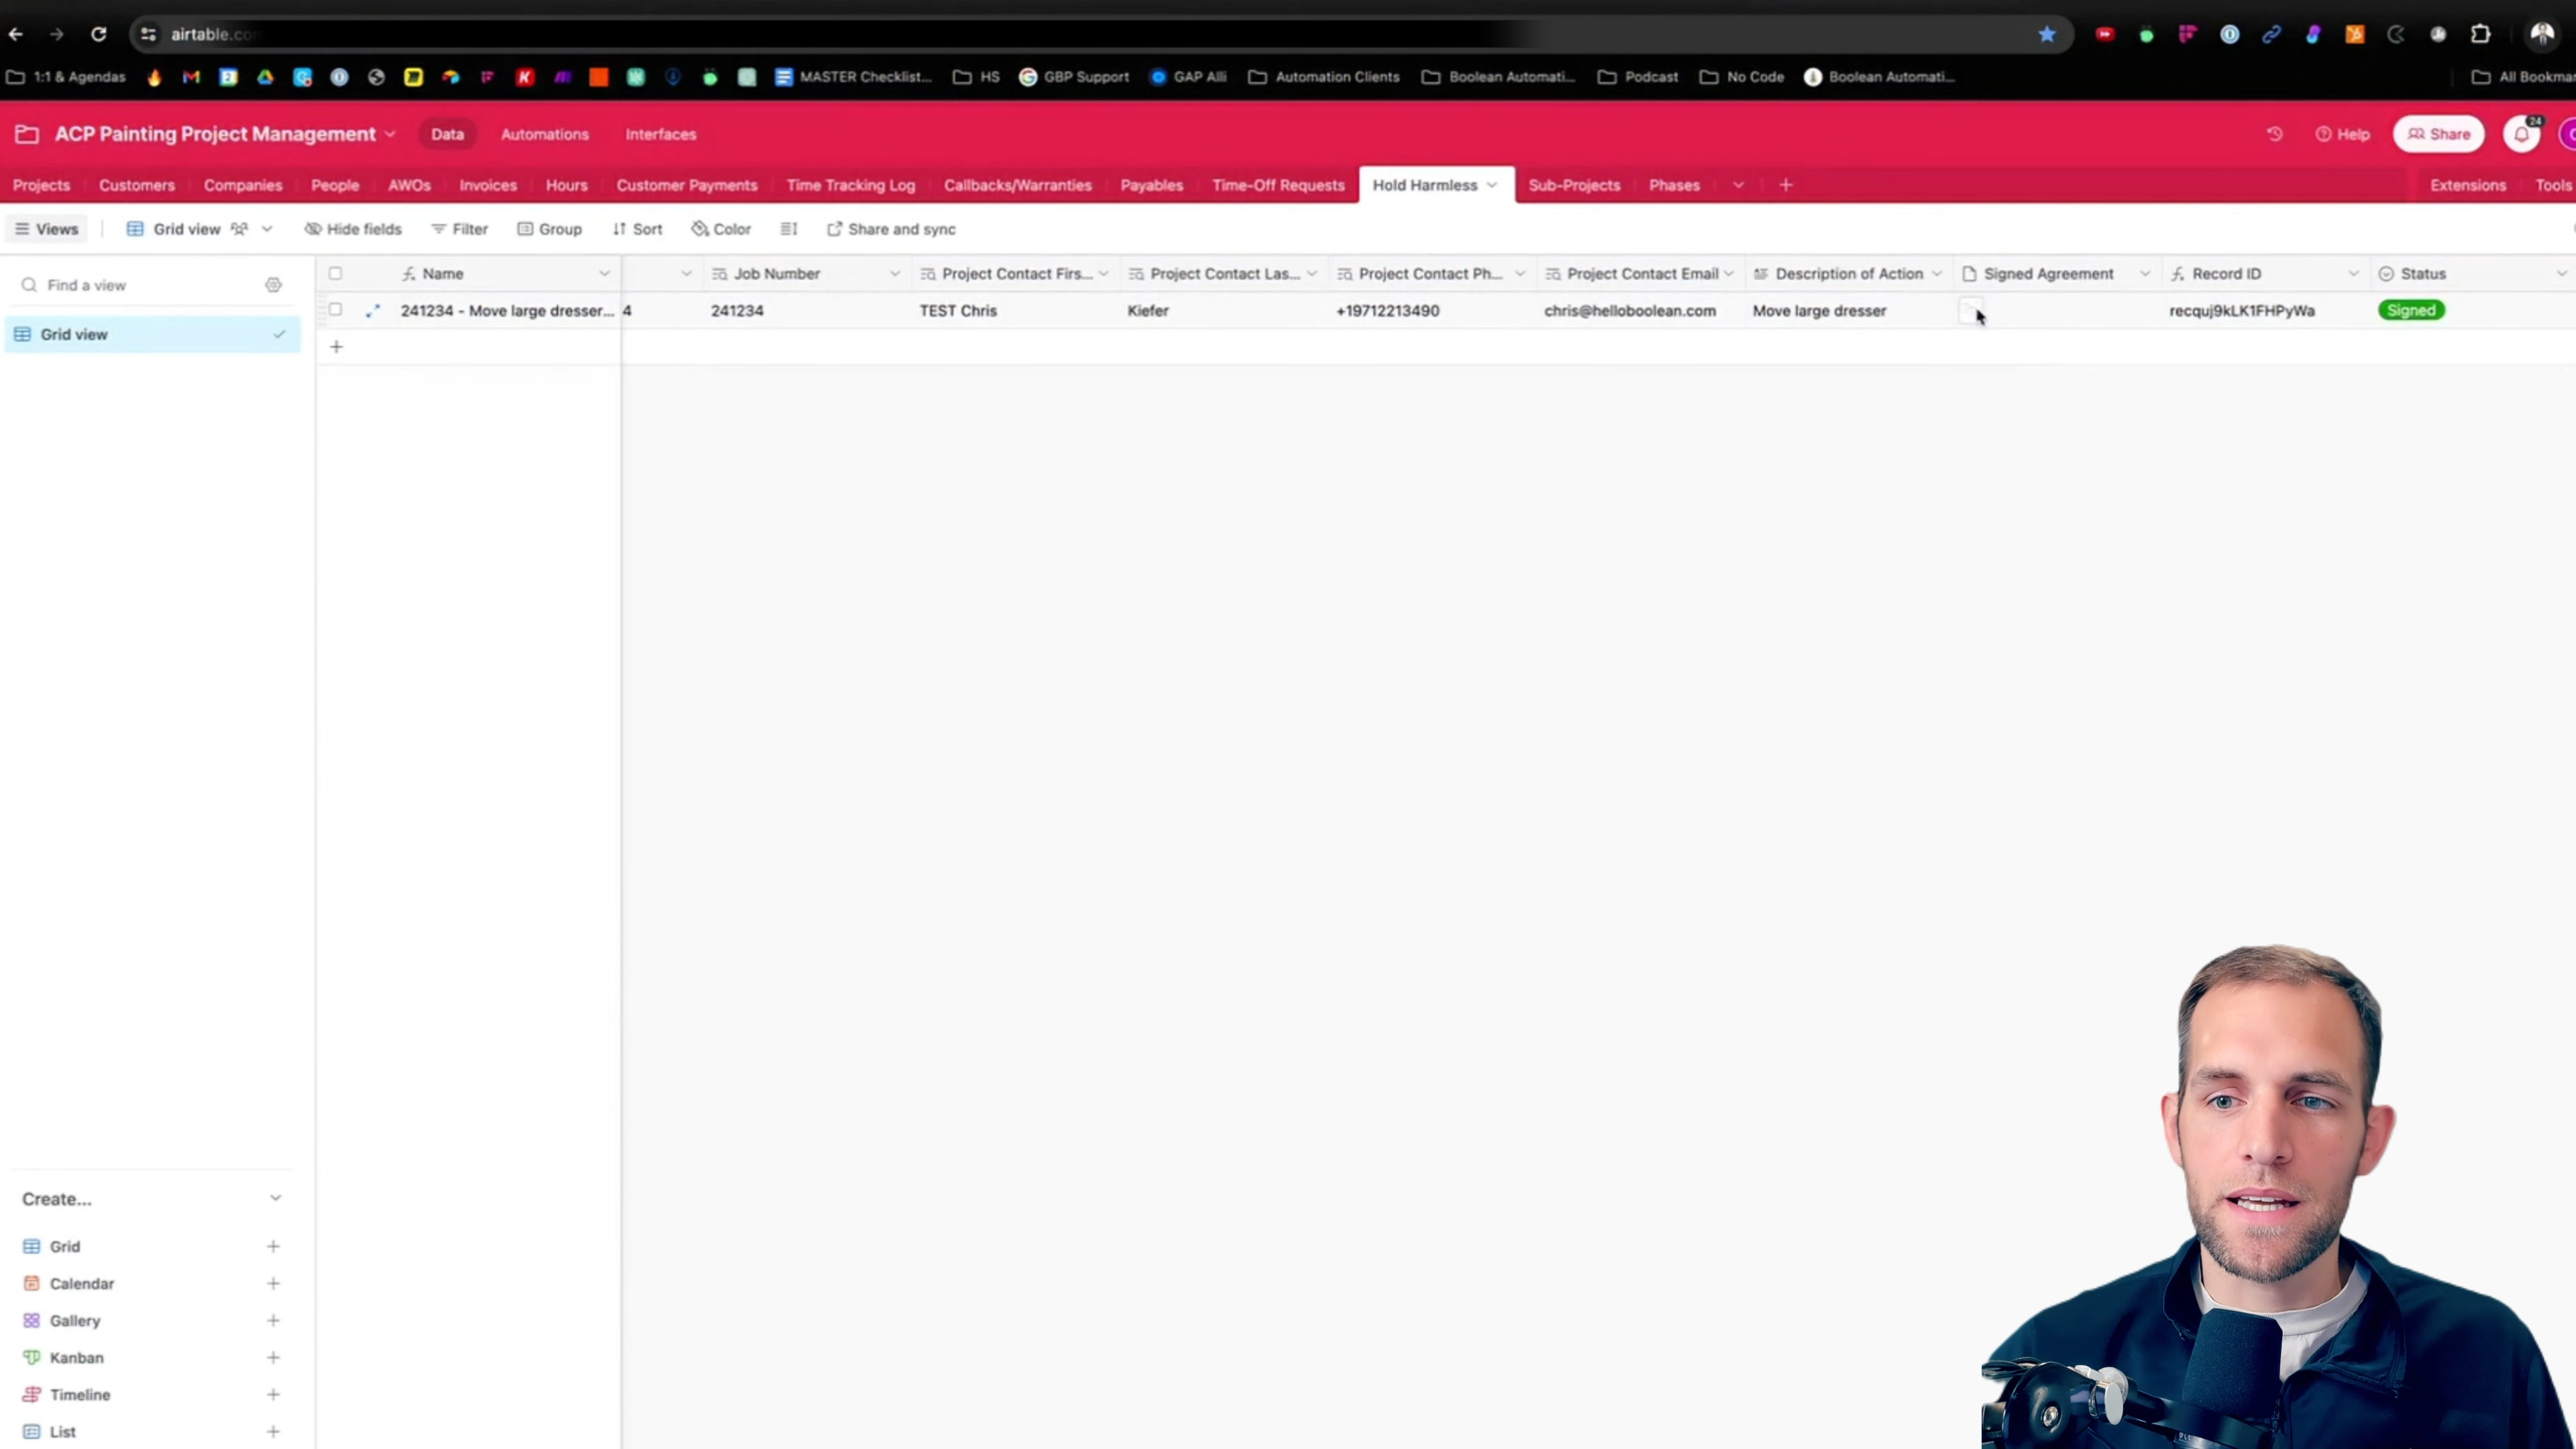 airtable.co
1:1 & Agendas MASTER Checklist... HS GBP Support GAP Alli Automation Clients Boolean Automati... Podcast No Code Boolean Automati... All Bookmar
ACP Painting Project Management Data Automations Interfaces Help Share 24
Projects Customers Companies People AWOs Invoices Hours Customer Payments Time Tracking Log Callbacks/Warranties Payables Time-Off Requests Hold Harmless Sub-Projects Phases + Extensions Tools
Views Grid view Hide fields Filter Group Sort Color Share and sync
Find a view
Name Job Number Project Contact Firs... Project Contact Las... Project Contact Ph... Project Contact Email Description of Action Signed Agreement Record ID Status
241234 - Move large dresser... 4 241234 TEST Chris Kiefer +19712213490 chris@helloboolean.com Move large dresser recquj9kLK1FHPyWa Signed
Grid view
+
Create...
Grid +
Calendar +
Gallery +
Kanban +
Timeline +
List +